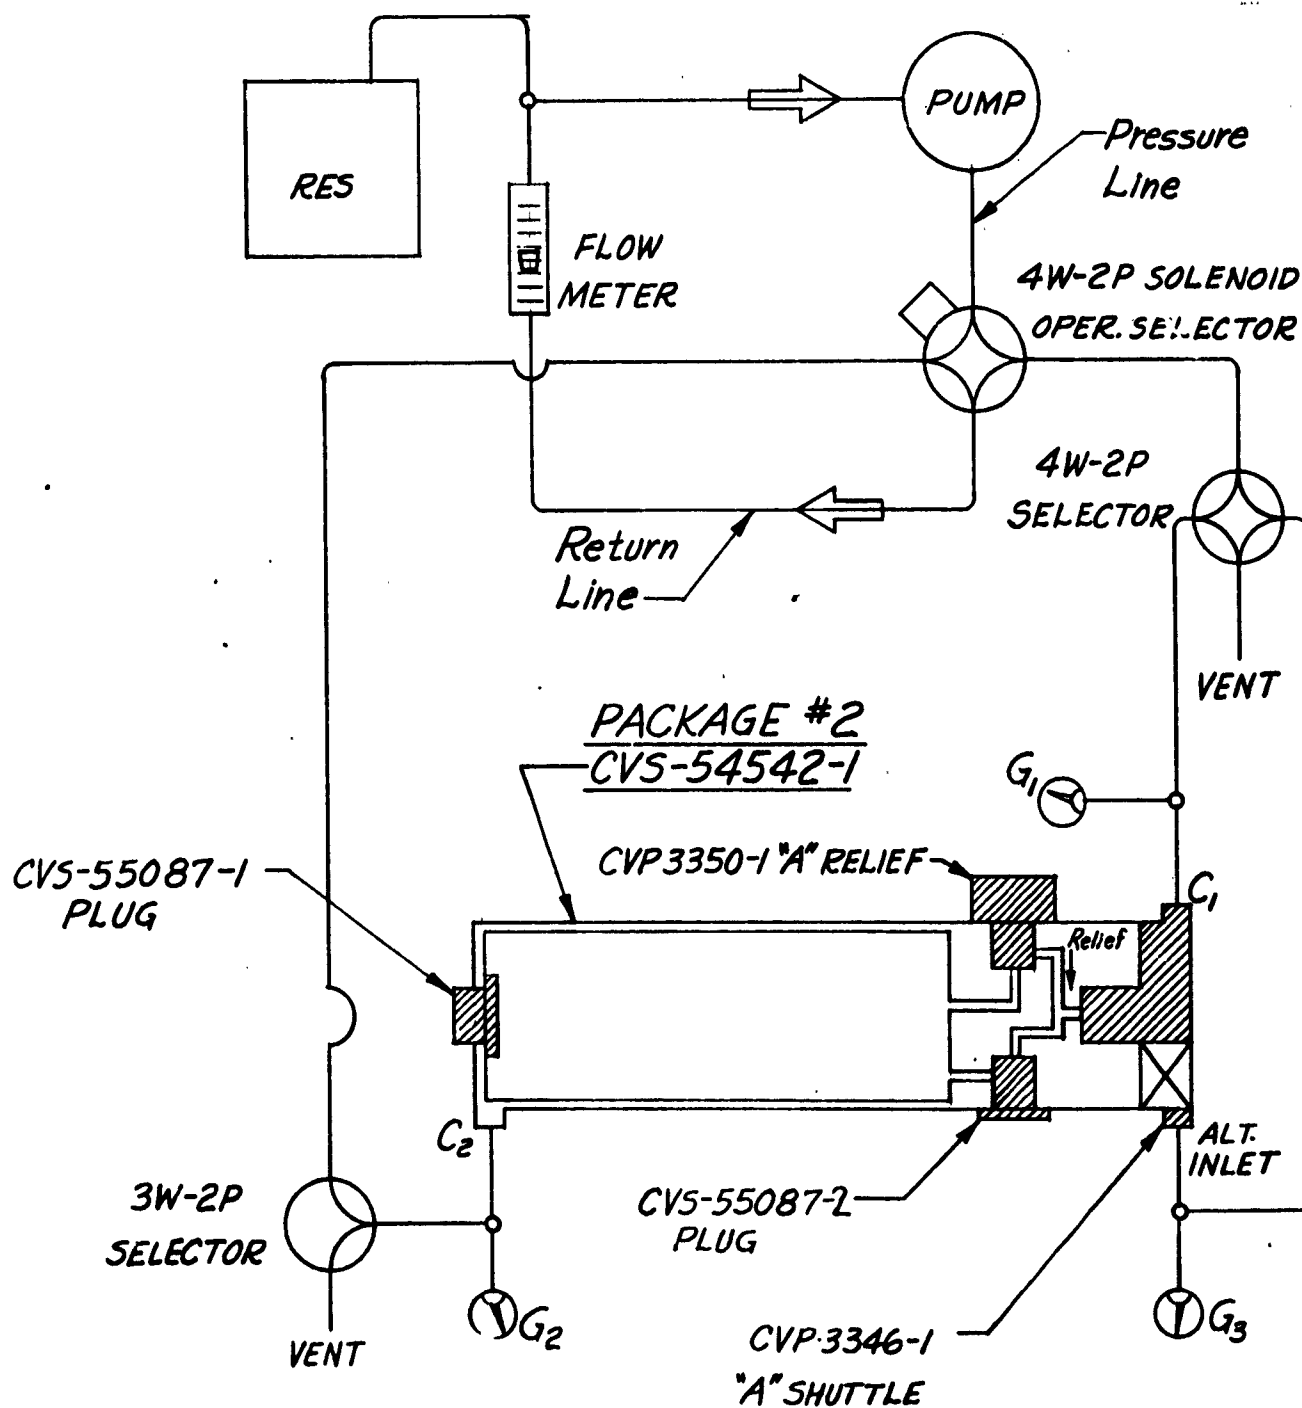 RES
PUMP
Pressure
Line
FLOW
METER
4W-2P SOLENOID
OPER. SELECTOR
4W-2P
SELECTOR
Return
Line
VENT
PACKAGE #2
CVS-54542-1
G1
CVS-55087-1
PLUG
CVP3350-1 "A" RELIEF
C1
Relief
C2
ALT.
INLET
3W-2P
SELECTOR
CVS-55087-2
PLUG
G2
G3
VENT
CVP-3346-1
"A" SHUTTLE